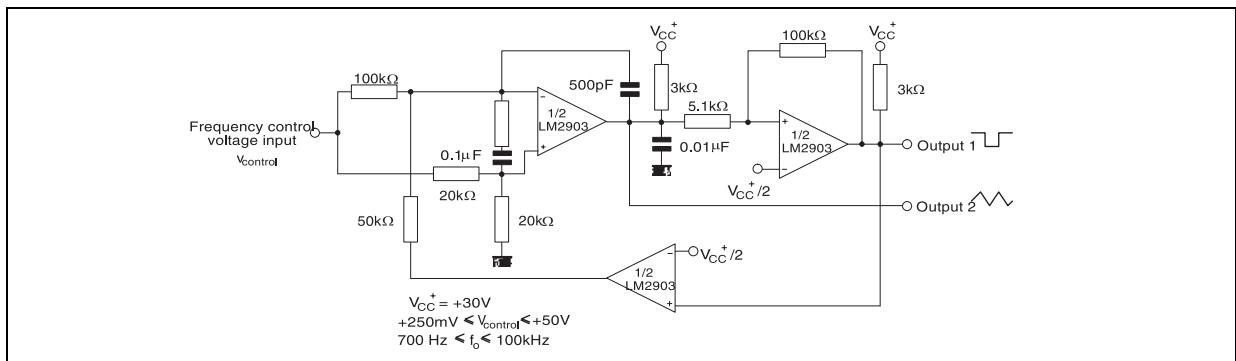 V_CC^+
100kΩ
V_CC^+
100kΩ
500pF
3kΩ
5.1kΩ
3kΩ
−
1/2
LM2903
+
+
1/2
LM2903
−
Frequency control
voltage input
V_control
0.1μF
0.01μF
Output 1
20kΩ
V_CC^+/2
20kΩ
Output 2
50kΩ
−
V_CC^+/2
1/2
LM2903
+
V_CC^+ = +30V
+250mV ⩽ V_control ⩽ +50V
700 Hz ⩽ f_o ⩽ 100kHz